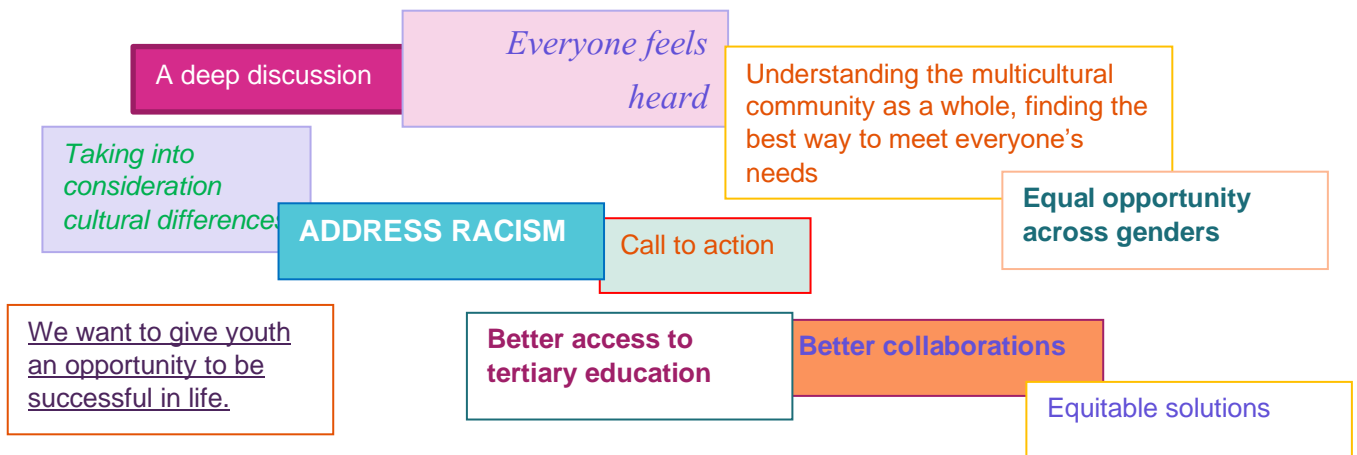 A deep discussion
Everyone feels
heard
Understanding the multicultural
community as a whole, finding the
best way to meet everyone’s
needs
Taking into
consideration
cultural differences
ADDRESS RACISM
Call to action
Equal opportunity
across genders
We want to give youth
an opportunity to be
successful in life.
Better access to
tertiary education
Better collaborations
Equitable solutions